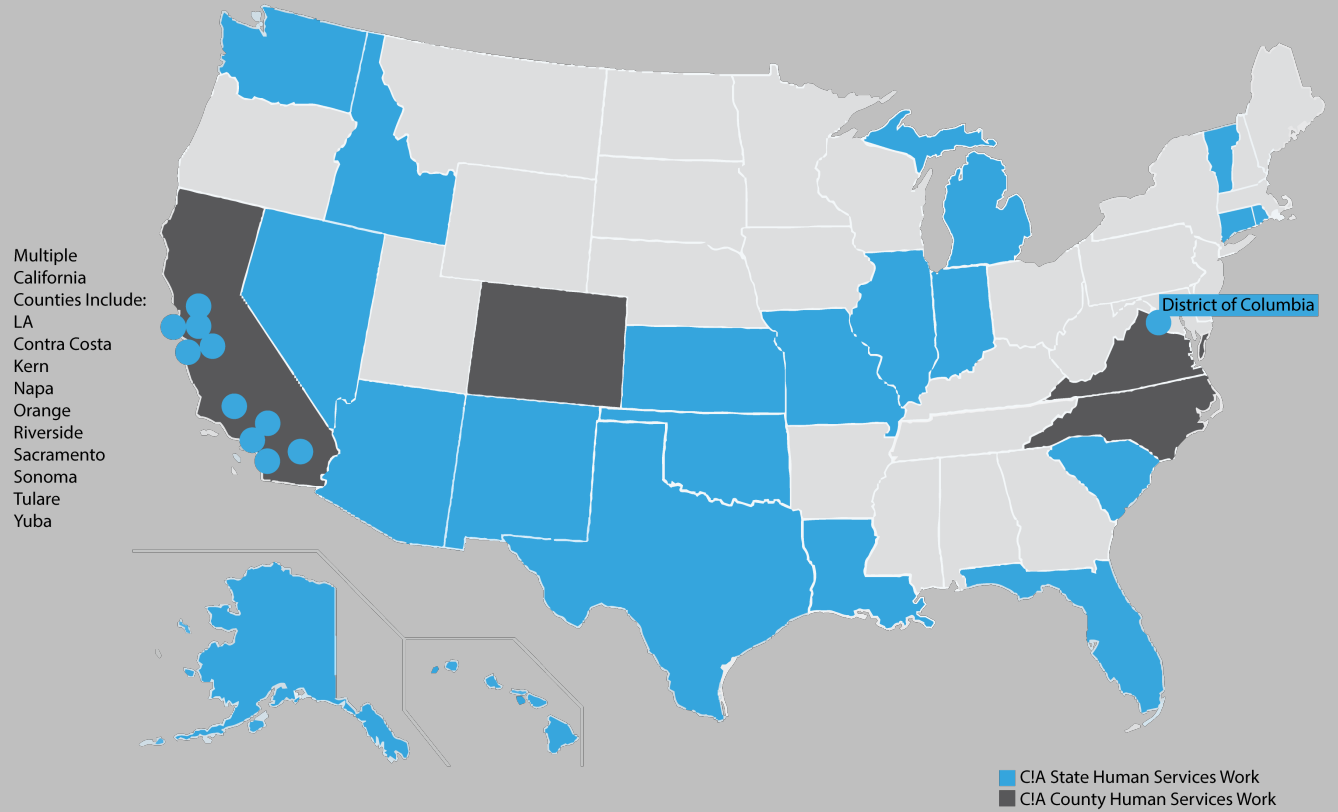 Multiple
California
Counties Include:
LA
Contra Costa
Kern
Napa
Orange
Riverside
Sacramento
Sonoma
Tulare
Yuba
District of Columbia
C!A State Human Services Work
C!A County Human Services Work